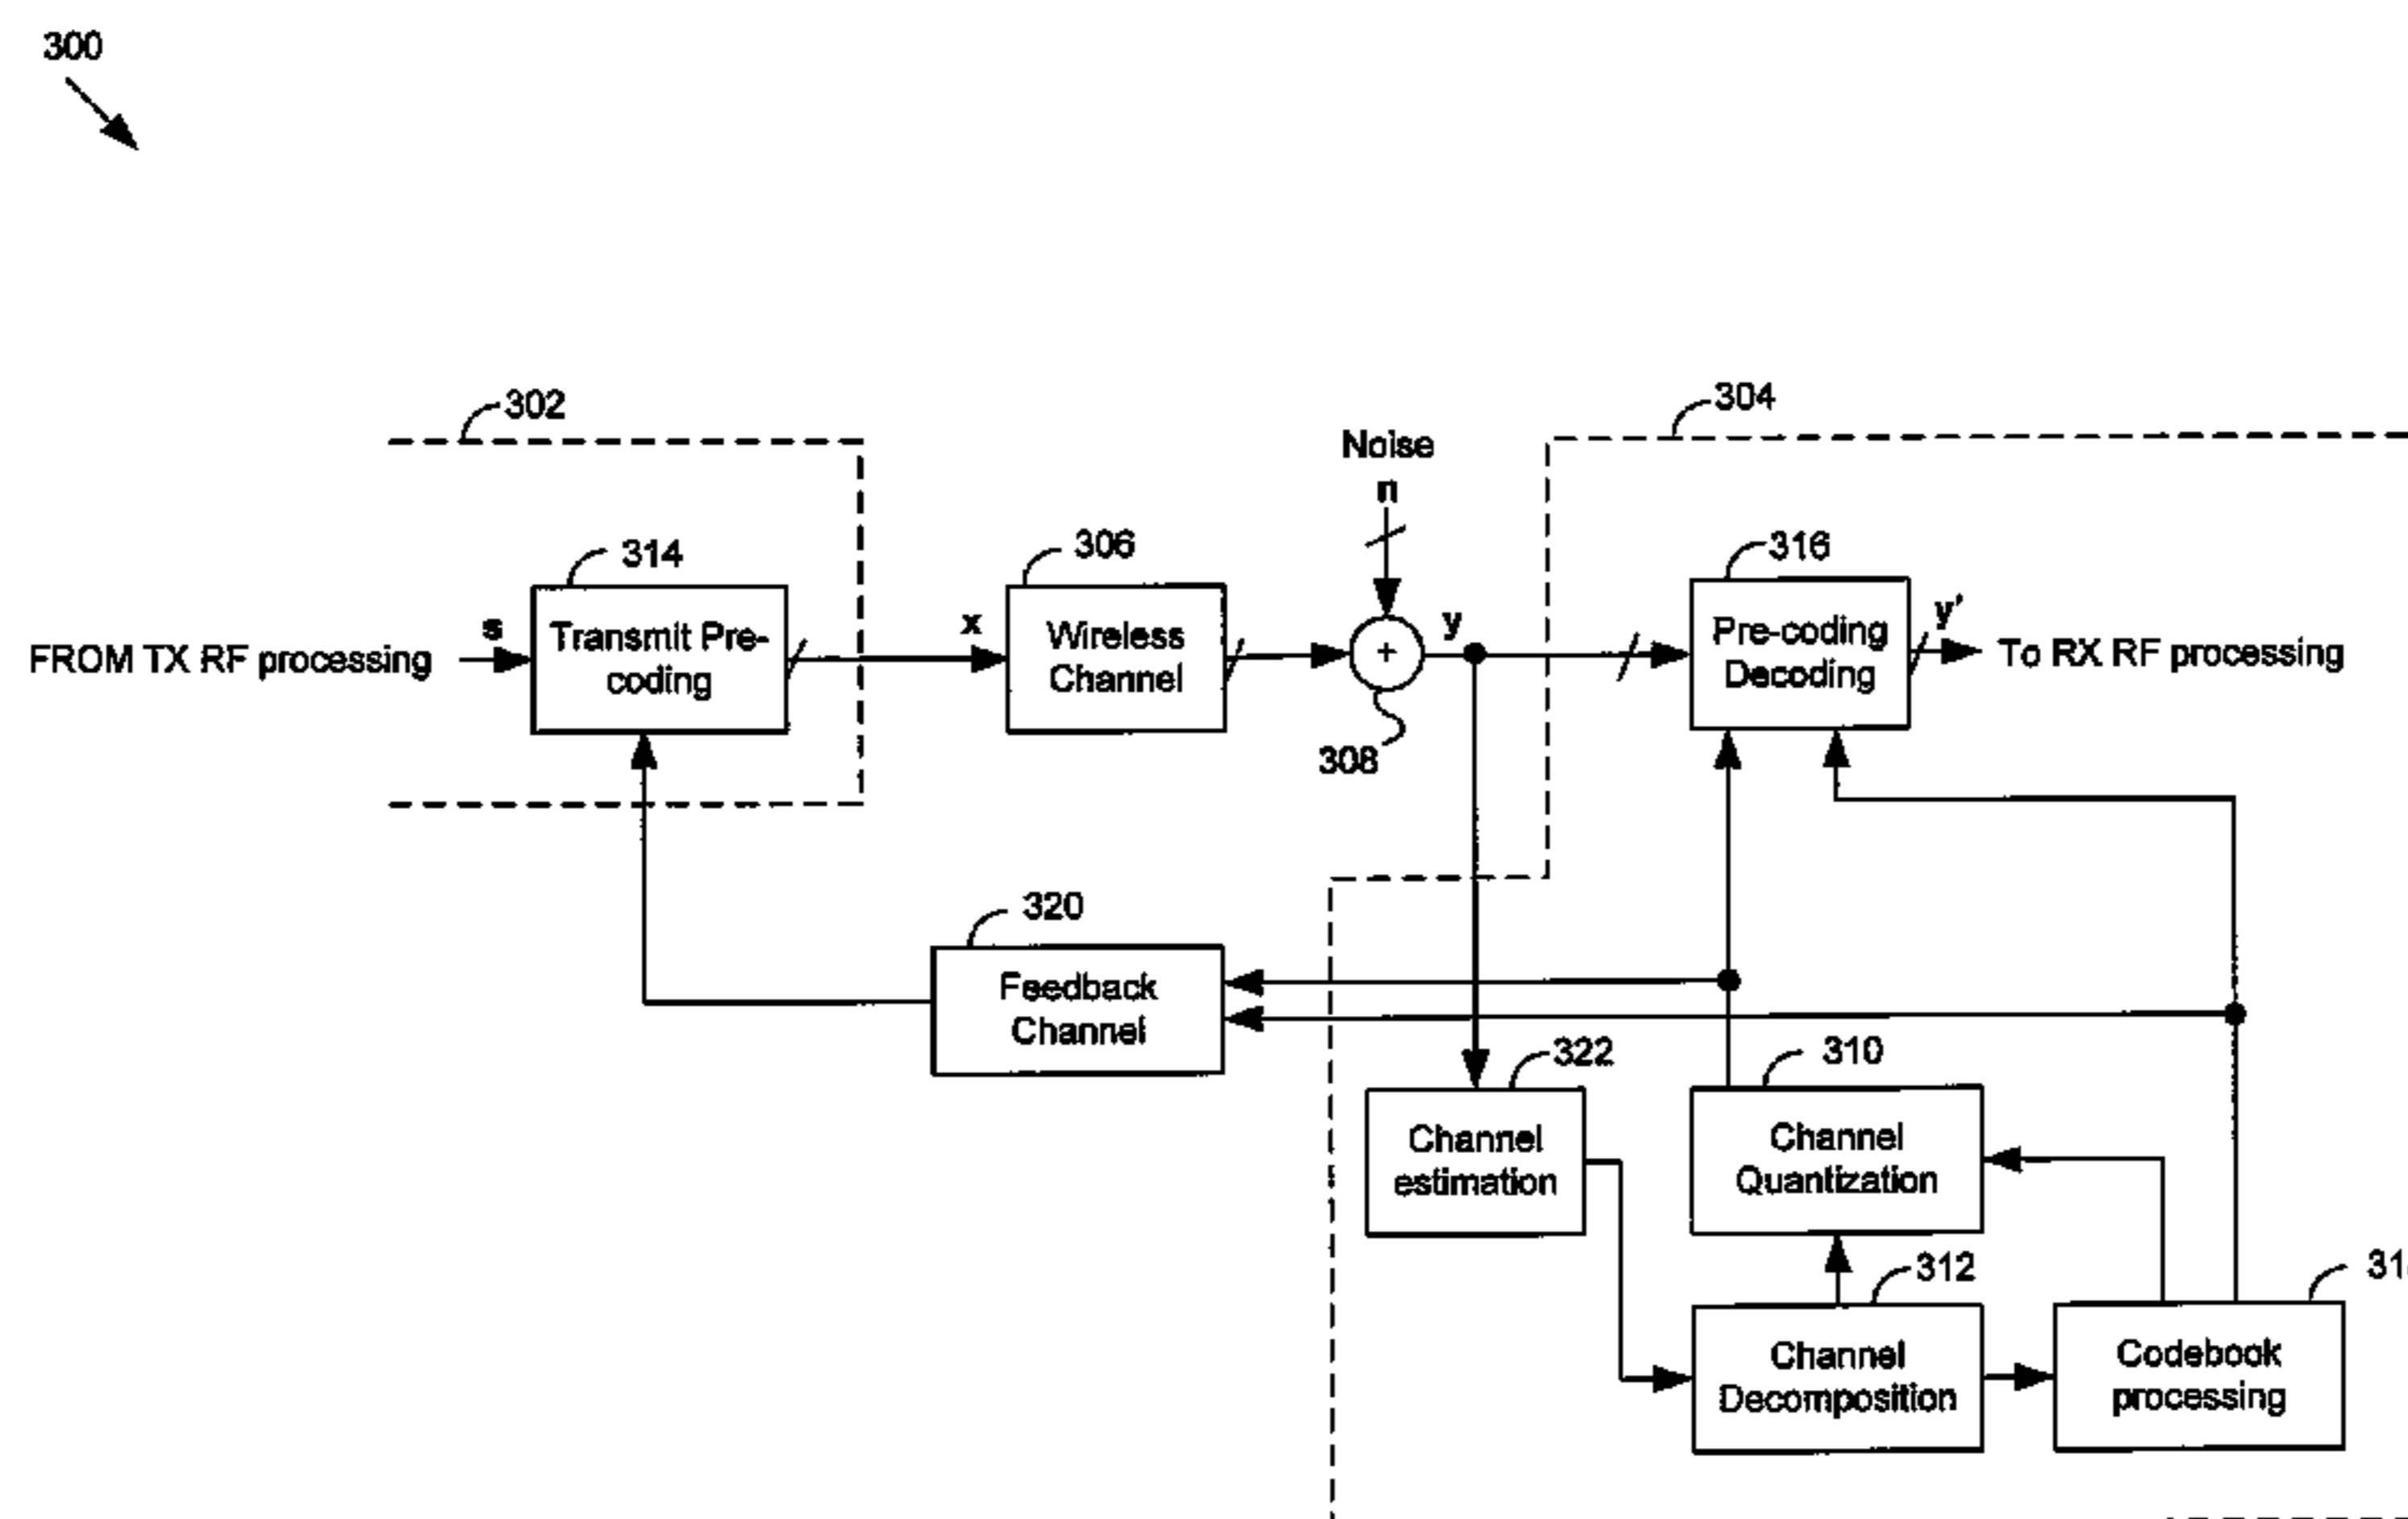 300
302
304
Noise
n
314
306
316
FROM TX RF processing
s
Transmit Pre-
coding
x
Wireless
Channel
+
y
Pre-coding
Decoding
y'
To RX RF processing
308
320
Feedback
Channel
322
310
Channel
estimation
Channel
Quantization
312
Channel
Decomposition
Codebook
processing